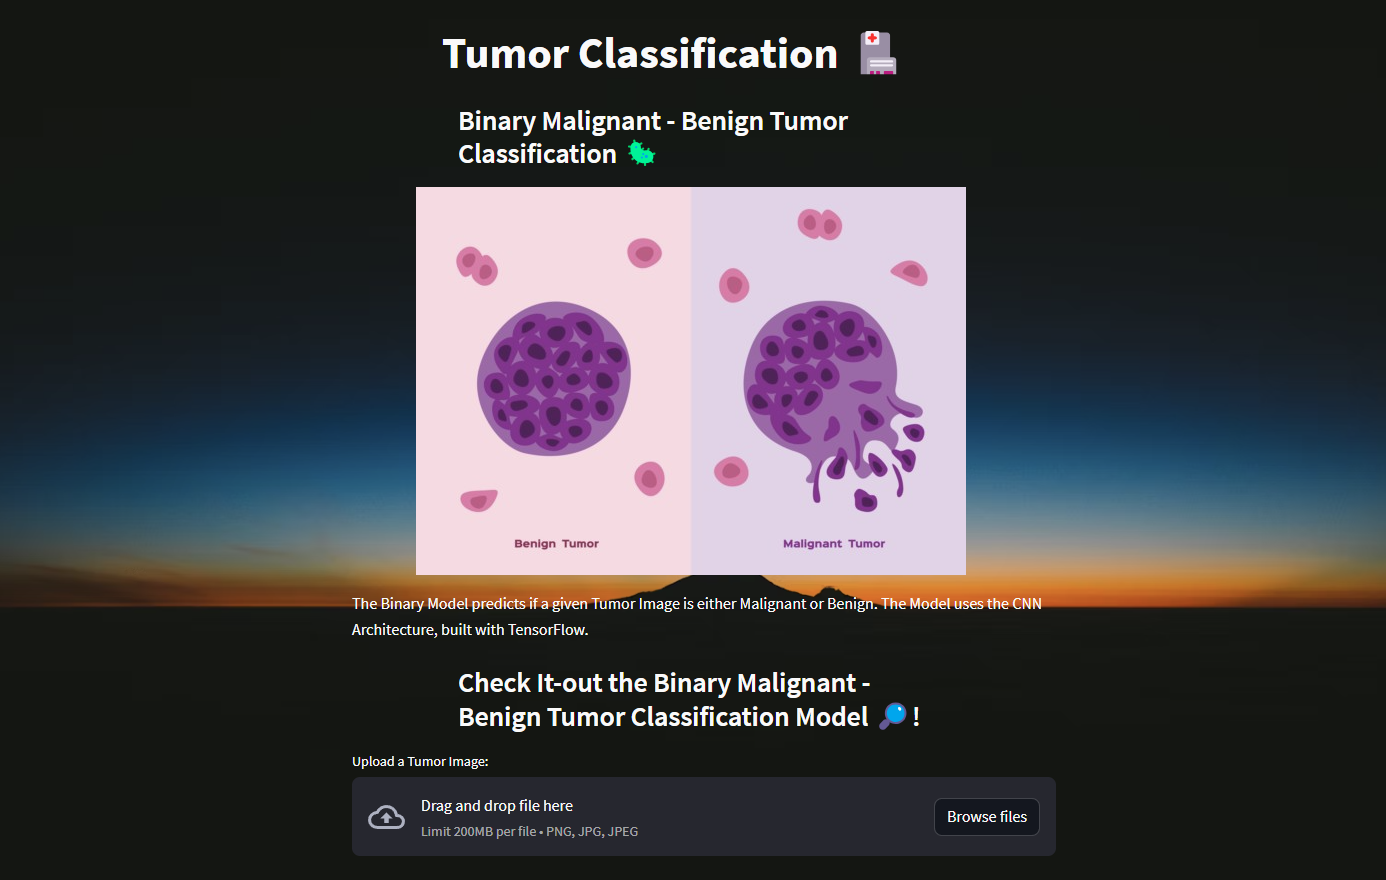 Tumor Classification
Binary Malignant - Benign Tumor
Classification
Benign Tumor
Malignant Tumor
The Binary Model predicts if a given Tumor Image is either Malignant or Benign. The Model uses the CNN
Architecture, built with TensorFlow.
Check It-out the Binary Malignant -
Benign Tumor Classification Model !
Upload a Tumor Image:
Drag and drop file here
Limit 200MB per file • PNG, JPG, JPEG
Browse files